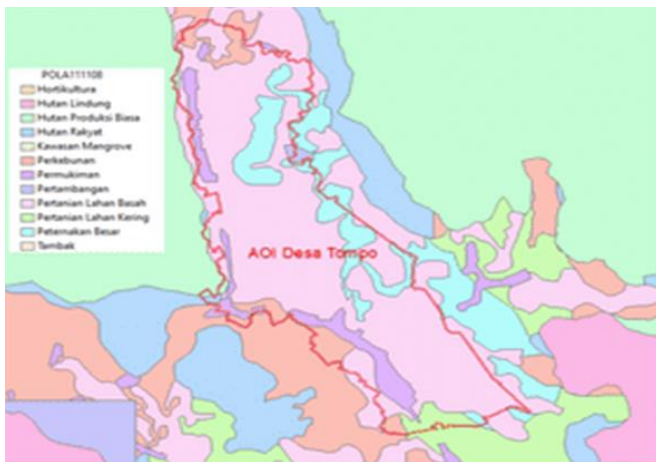 POLA111108
Hortikultura
Hutan Lindung
Hutan Produksi Biasa
Hutan Rakyat
Kawasan Mangrove
Perkebunan
Permukiman
Pertambangan
Pertanian Lahan Basah
Pertanian Lahan Kering
Peternakan Besar
Tambak
AOI Desa Tompo